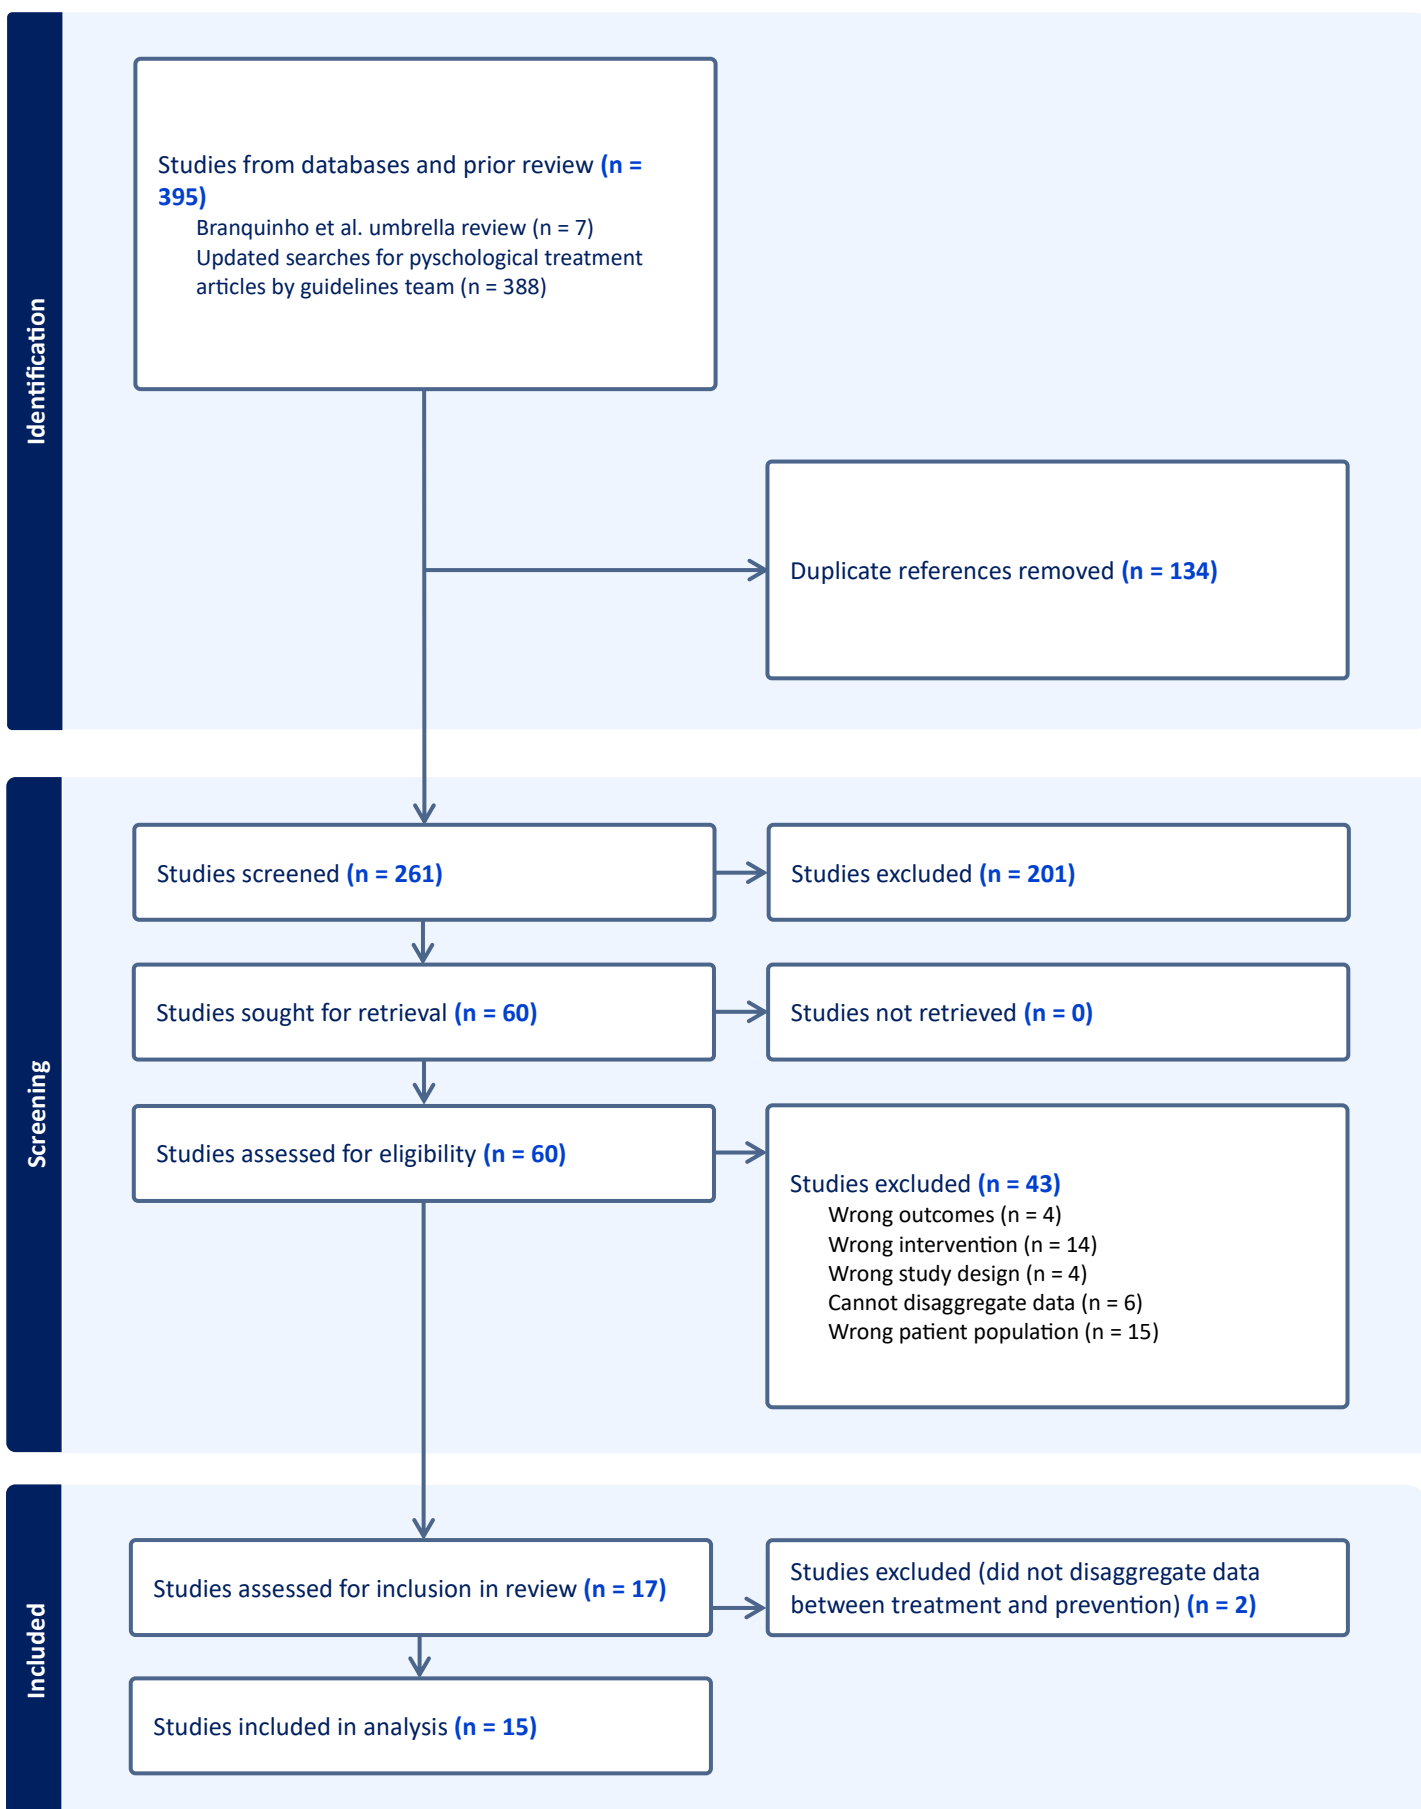 Identification
Studies from databases and prior review (n =
395)
Branquinho et al. umbrella review (n = 7)
Updated searches for pyschological treatment
articles by guidelines team (n = 388)
Duplicate references removed (n = 134)
Screening
Studies screened (n = 261)
Studies excluded (n = 201)
Studies sought for retrieval (n = 60)
Studies not retrieved (n = 0)
Studies assessed for eligibility (n = 60)
Studies excluded (n = 43)
Wrong outcomes (n = 4)
Wrong intervention (n = 14)
Wrong study design (n = 4)
Cannot disaggregate data (n = 6)
Wrong patient population (n = 15)
Included
Studies assessed for inclusion in review (n = 17)
Studies excluded (did not disaggregate data
between treatment and prevention) (n = 2)
Studies included in analysis (n = 15)